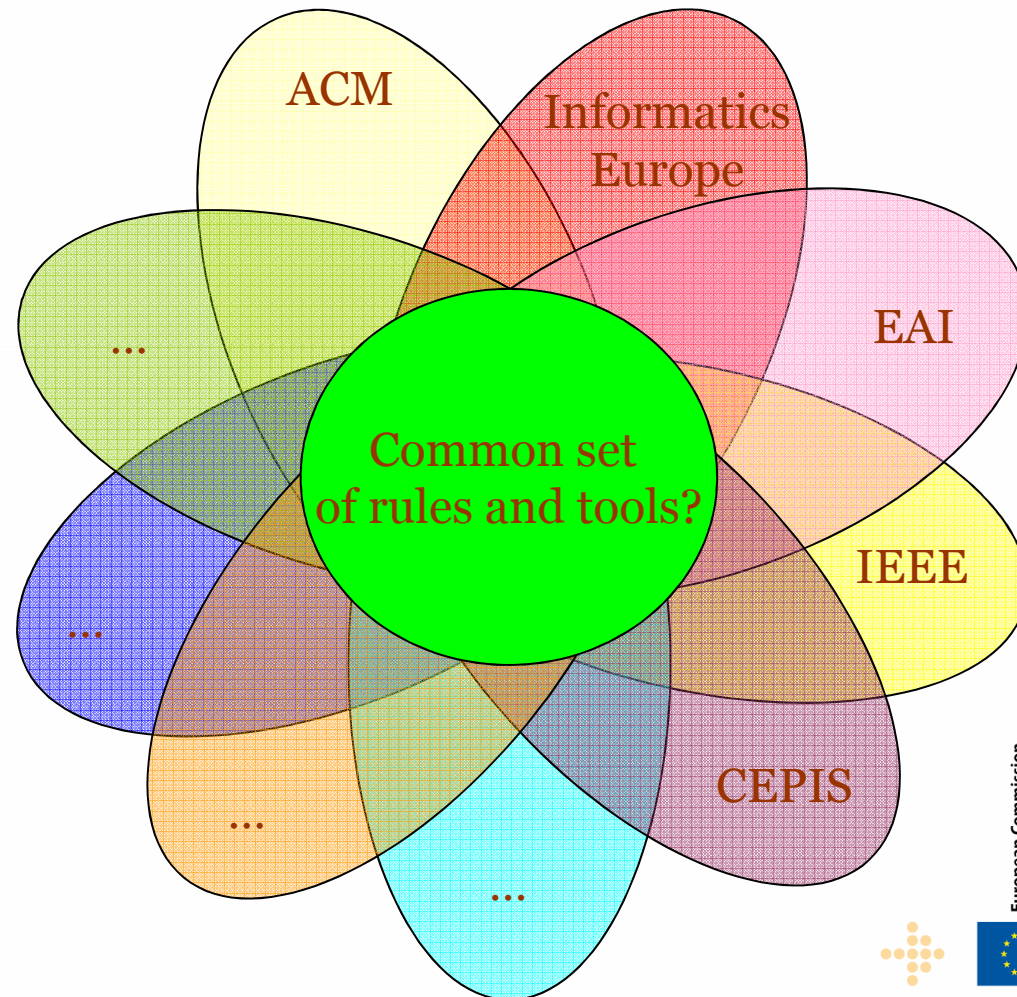 ACM
Informatics
Europe
EAI
...
Common set
of rules and tools?
IEEE
...
CEPIS
...
...
European Commission